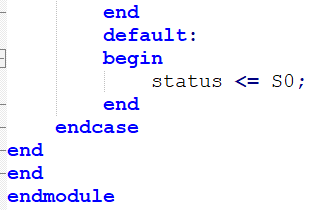 end
default:
begin
status <= S0;
end
endcase
end
end
endmodule